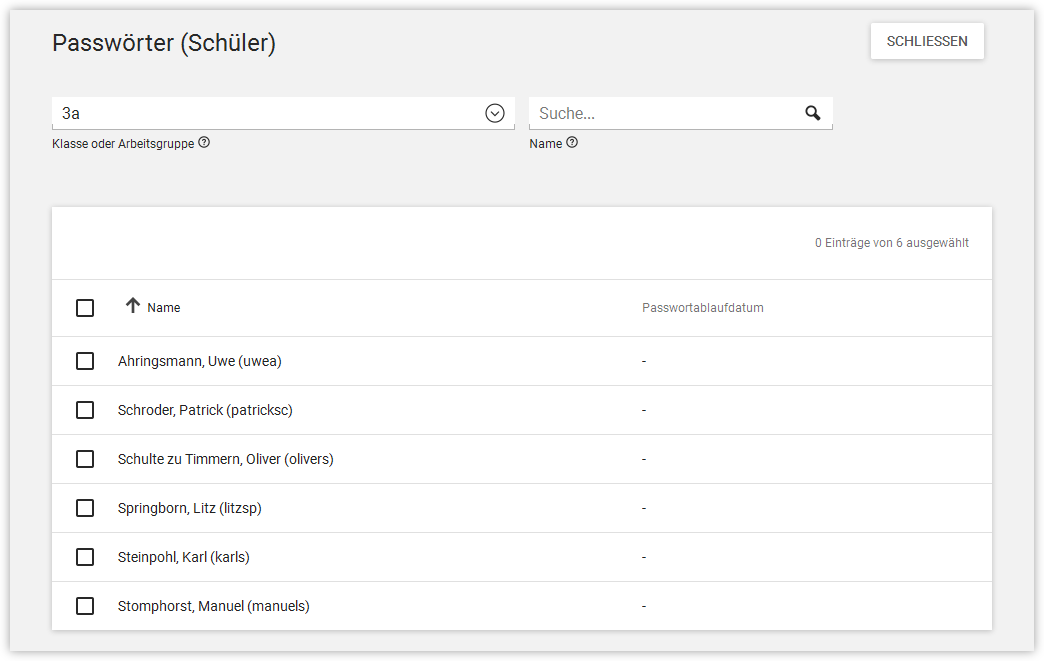 Passwörter (Schüler)
SCHLIESSEN
3a
Suche...
Klasse oder Arbeitsgruppe
Name
0 Einträge von 6 ausgewählt
Name Passwortablaufdatum
Ahringsmann, Uwe (uwea) -
Schroder, Patrick (patricksc) -
Schulte zu Timmern, Oliver (olivers) -
Springborn, Litz (litzsp) -
Steinpohl, Karl (karls) -
Stomphorst, Manuel (manuels) -